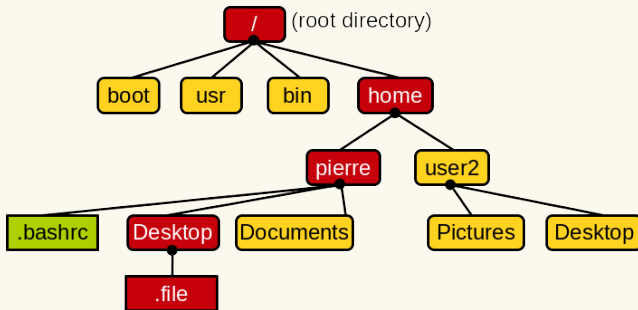 / (root directory)
boot usr bin home
pierre user2
.bashrc Desktop Documents Pictures Desktop
.file